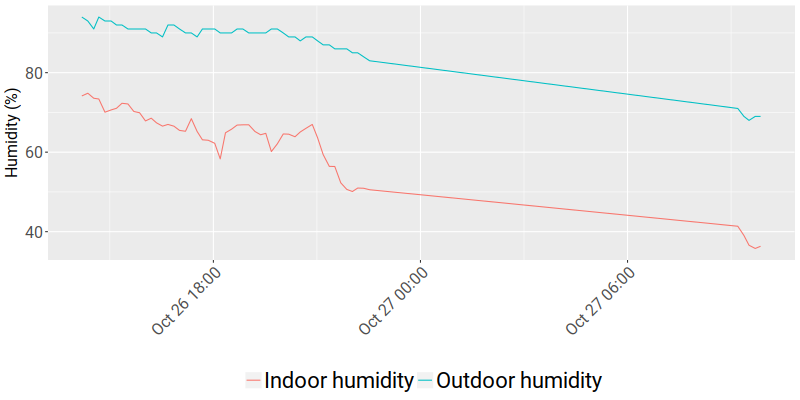 Humidity (%)
80
60
40
Oct 26 18:00
Oct 27 00:00
Oct 27 06:00
Indoor humidity
Outdoor humidity